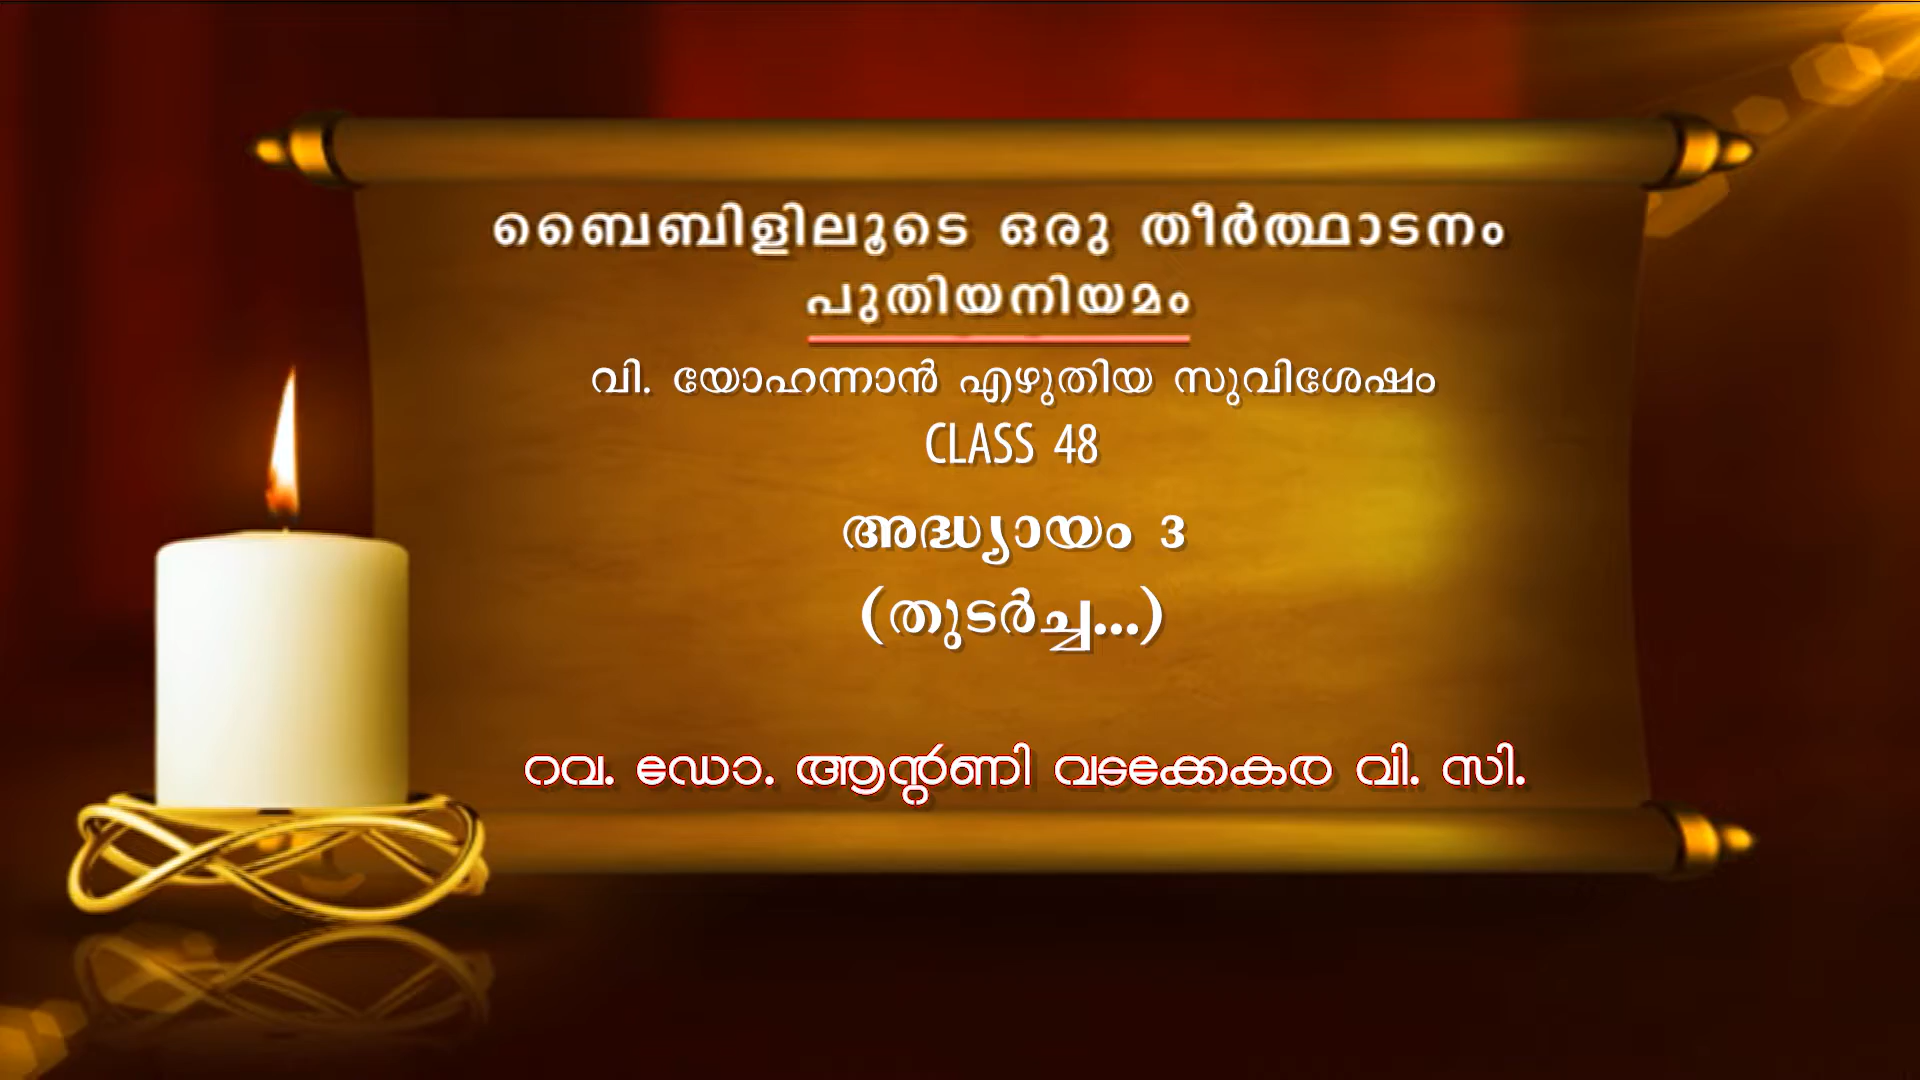 ബൈബിളിലൂടെ ഒരു തീർത്ഥാടനം
പുതിയനിയമം
വി. യോഹന്നാൻ എഴുതിയ സുവിശേഷം
CLASS 48
അദ്ധ്യായം 3
(തുടർച്ച...)
റവ. ഡോ. ആന്റണി വടക്കേകര വി. സി.